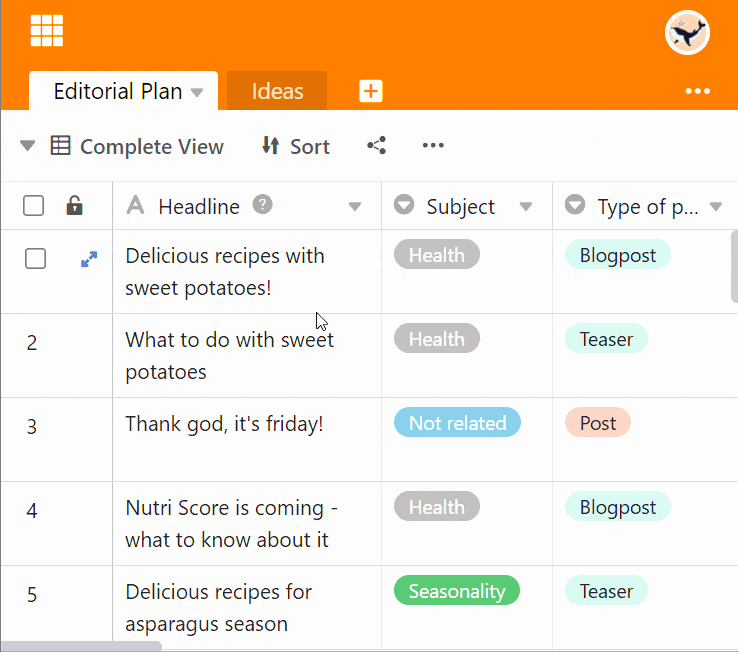 Editorial Plan Ideas
Complete View Sort
A Headline ? Subject Type of p...
Delicious recipes with Health Blogpost
sweet potatoes!
2 What to do with sweet Health Teaser
potatoes
3 Thank god, it's friday! Not related Post
4 Nutri Score is coming - Health Blogpost
what to know about it
5 Delicious recipes for Seasonality Teaser
asparagus season